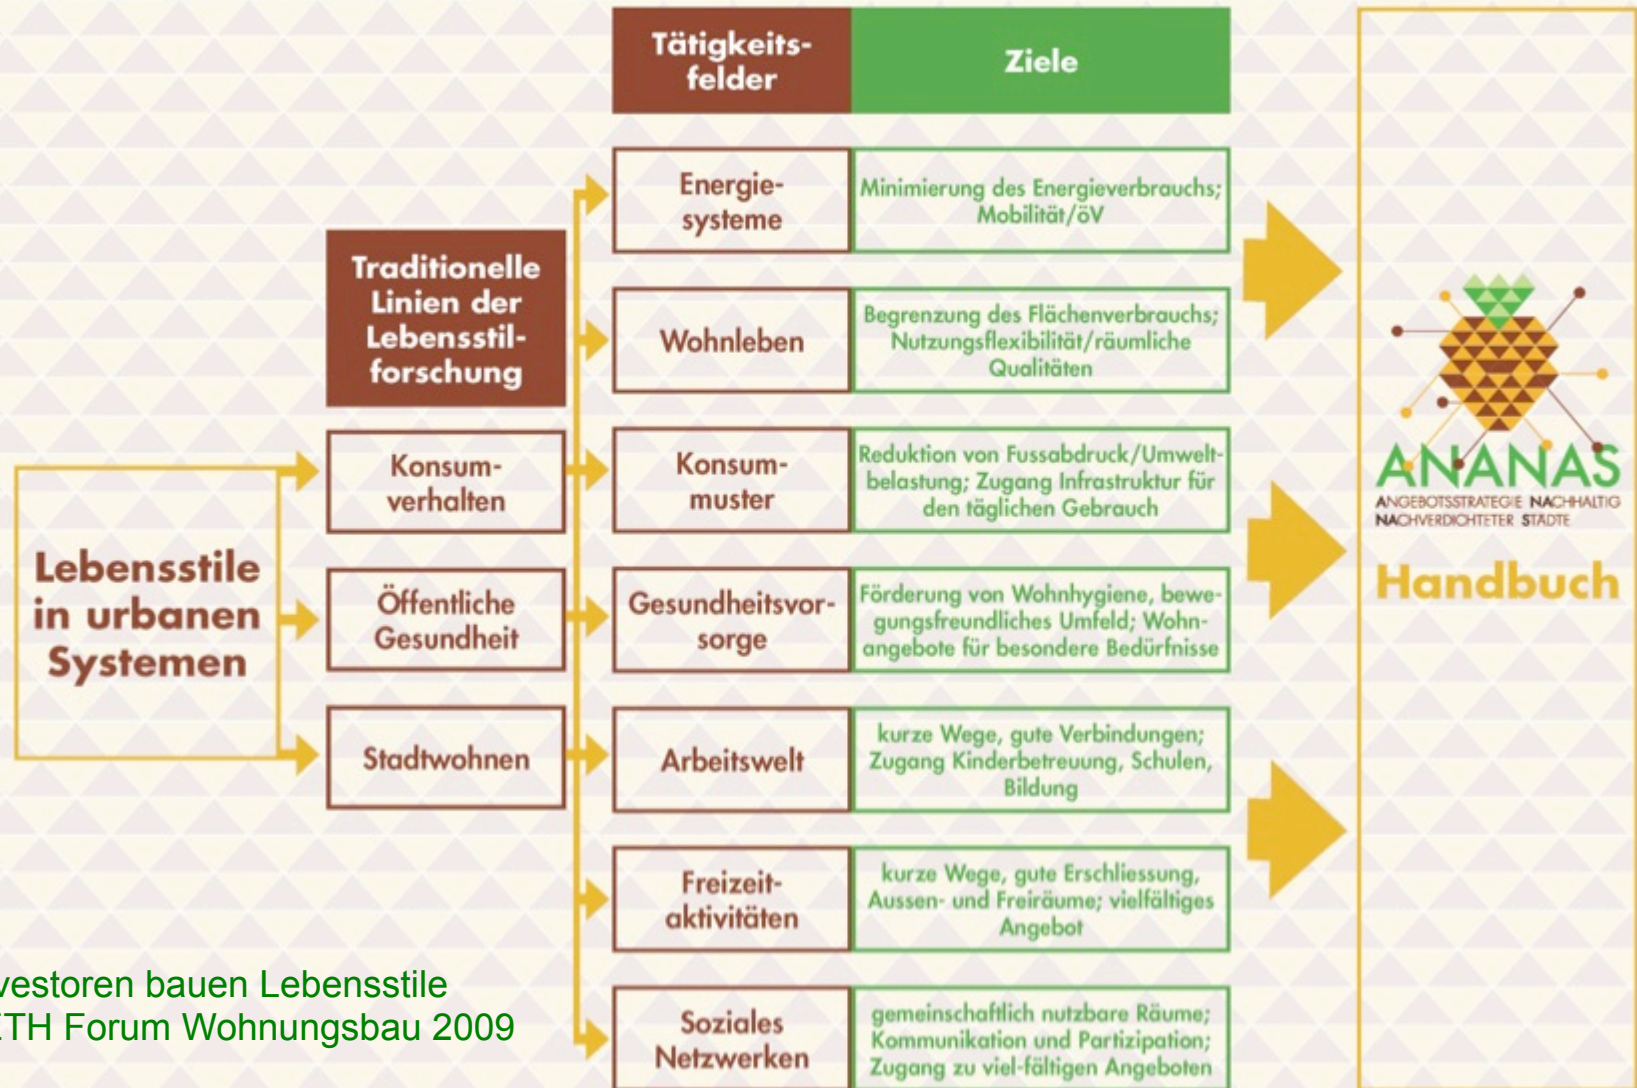 Tätigkeits-
felder
Ziele
Traditionelle
Linien der
Lebensstil-
forschung
Lebensstile
in urbanen
Systemen
Konsum-
verhalten
Öffentliche
Gesundheit
Stadtwohnen
Energie-
systeme
Minimierung des Energieverbrauchs;
Mobilität/öV
Wohnleben
Begrenzung des Flächenverbrauchs;
Nutzungsflexibilität/räumliche
Qualitäten
Konsum-
muster
Reduktion von Fussabdruck/Umwelt-
belastung; Zugang Infrastruktur für
den täglichen Gebrauch
Gesundheitsvor-
sorge
Förderung von Wohnhygiene, bewe-
gungsfreundliches Umfeld; Wohn-
angebote für besondere Bedürfnisse
Arbeitswelt
kurze Wege, gute Verbindungen;
Zugang Kinderbetreuung, Schulen,
Bildung
Freizeit-
aktivitäten
kurze Wege, gute Erschliessung,
Aussen- und Freiräume; vielfältiges
Angebot
Soziales
Netzwerken
gemeinschaftlich nutzbare Räume;
Kommunikation und Partizipation;
Zugang zu viel-fältigen Angeboten
ANANAS
ANGEBOTSSTRATEGIE NACHHALTIG
NACHVERDICHTETER STÄDTE
Handbuch
vestoren bauen Lebensstile
ETH Forum Wohnungsbau 2009